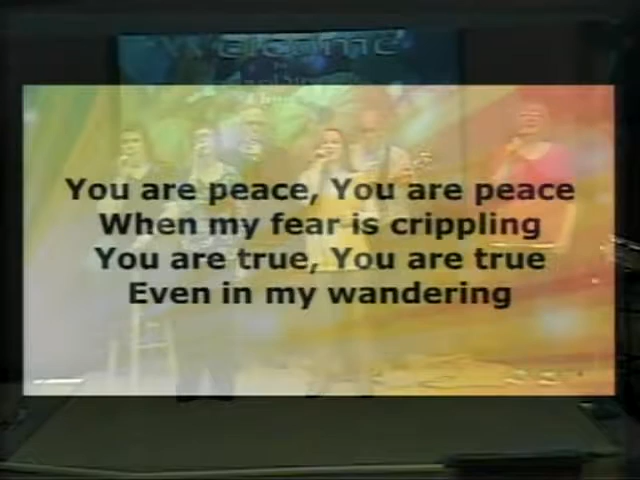 Welcome
You are peace, You are peace
When my fear is crippling
You are true, You are true
Even in my wandering